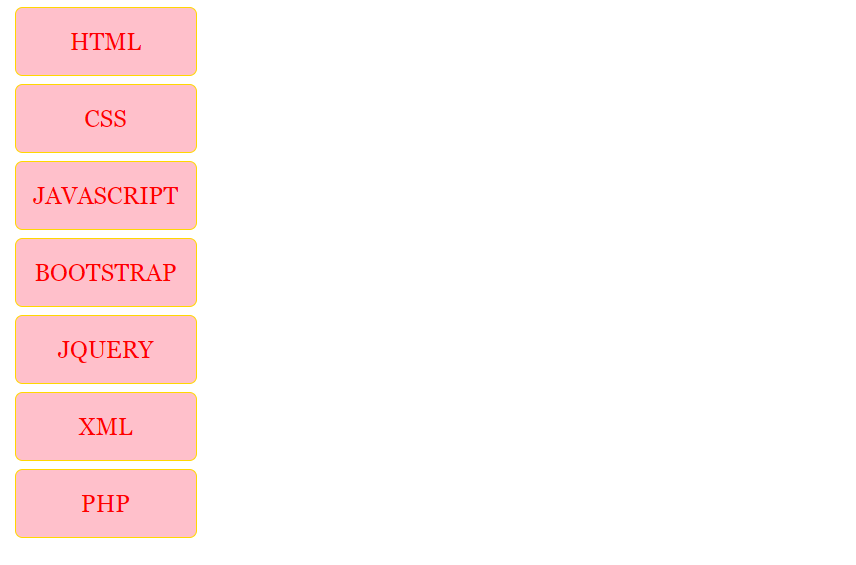 HTML
CSS
JAVASCRIPT
BOOTSTRAP
JQUERY
XML
PHP